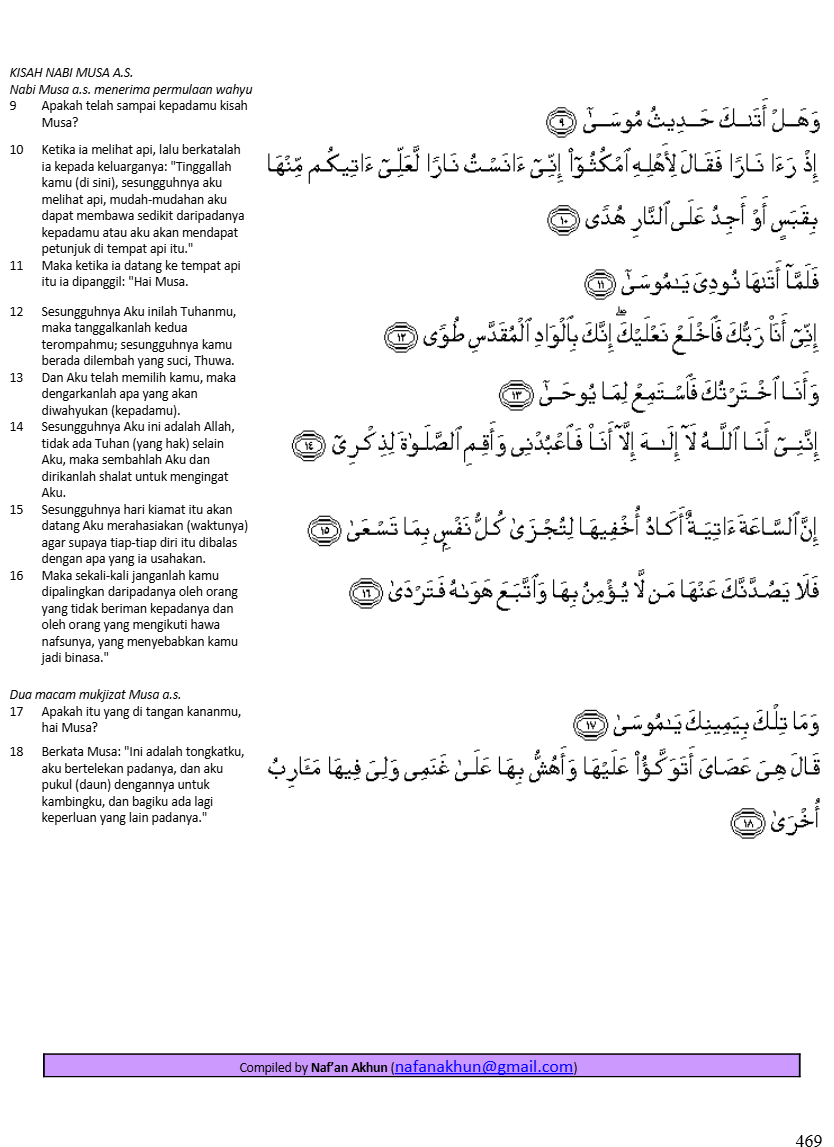 KISAH NABI MUSA A.S.
Nabi Musa a.s. menerima permulaan wahyu
9 Apakah telah sampai kepadamu kisah
Musa?
وَهَلْ أَتَىٰكَ حَدِيثُ مُوسَىٰٓ ٩
10 Ketika ia melihat api, lalu berkatalah
ia kepada keluarganya: "Tinggallah
kamu (di sini), sesungguhnya aku
melihat api, mudah-mudahan aku
dapat membawa sedikit daripadanya
kepadamu atau aku akan mendapat
petunjuk di tempat api itu."
إِذْ رَءَا نَارًا فَقَالَ لِأَهْلِهِ ٱمْكُثُوٓا۟ إِنِّىٓ ءَانَسْتُ نَارًا لَّعَلِّىٓ ءَاتِيكُم مِّنْهَا
بِقَبَسٍ أَوْ أَجِدُ عَلَى ٱلنَّارِ هُدًى ١٠
11 Maka ketika ia datang ke tempat api
itu ia dipanggil: "Hai Musa.
فَلَمَّآ أَتَىٰهَا نُودِىَ يَـٰمُوسَىٰٓ ١١
12 Sesungguhnya Aku inilah Tuhanmu,
maka tanggalkanlah kedua
terompahmu; sesungguhnya kamu
berada dilembah yang suci, Thuwa.
إِنِّىٓ أَنَا۠ رَبُّكَ فَٱخْلَعْ نَعْلَيْكَ ۖ إِنَّكَ بِٱلْوَادِ ٱلْمُقَدَّسِ طُوًى ١٢
13 Dan Aku telah memilih kamu, maka
dengarkanlah apa yang akan
diwahyukan (kepadamu).
وَأَنَا ٱخْتَرْتُكَ فَٱسْتَمِعْ لِمَا يُوحَىٰٓ ١٣
14 Sesungguhnya Aku ini adalah Allah,
tidak ada Tuhan (yang hak) selain
Aku, maka sembahlah Aku dan
dirikanlah shalat untuk mengingat
Aku.
إِنَّنِىٓ أَنَا ٱللَّهُ لَآ إِلَـٰهَ إِلَّآ أَنَا۠ فَٱعْبُدْنِى وَأَقِمِ ٱلصَّلَوٰةَ لِذِكْرِىٓ ١٤
15 Sesungguhnya hari kiamat itu akan
datang Aku merahasiakan (waktunya)
agar supaya tiap-tiap diri itu dibalas
dengan apa yang ia usahakan.
إِنَّ ٱلسَّاعَةَ ءَاتِيَةٌ أَكَادُ أُخْفِيهَا لِتُجْزَىٰ كُلُّ نَفْسٍۭ بِمَا تَسْعَىٰ ١٥
16 Maka sekali-kali janganlah kamu
dipalingkan daripadanya oleh orang
yang tidak beriman kepadanya dan
oleh orang yang mengikuti hawa
nafsunya, yang menyebabkan kamu
jadi binasa."
فَلَا يَصُدَّنَّكَ عَنْهَا مَن لَّا يُؤْمِنُ بِهَا وَٱتَّبَعَ هَوَىٰهُ فَتَرْدَىٰ ١٦
Dua macam mukjizat Musa a.s.
17 Apakah itu yang di tangan kananmu,
hai Musa?
وَمَا تِلْكَ بِيَمِينِكَ يَـٰمُوسَىٰ ١٧
18 Berkata Musa: "Ini adalah tongkatku,
aku bertelekan padanya, dan aku
pukul (daun) dengannya untuk
kambingku, dan bagiku ada lagi
keperluan yang lain padanya."
قَالَ هِىَ عَصَاىَ أَتَوَكَّؤُا۟ عَلَيْهَا وَأَهُشُّ بِهَا عَلَىٰ غَنَمِى وَلِىَ فِيهَا مَـَٔارِبُ
أُخْرَىٰ ١٨
Compiled by Naf'an Akhun (nafanakhun@gmail.com)
469